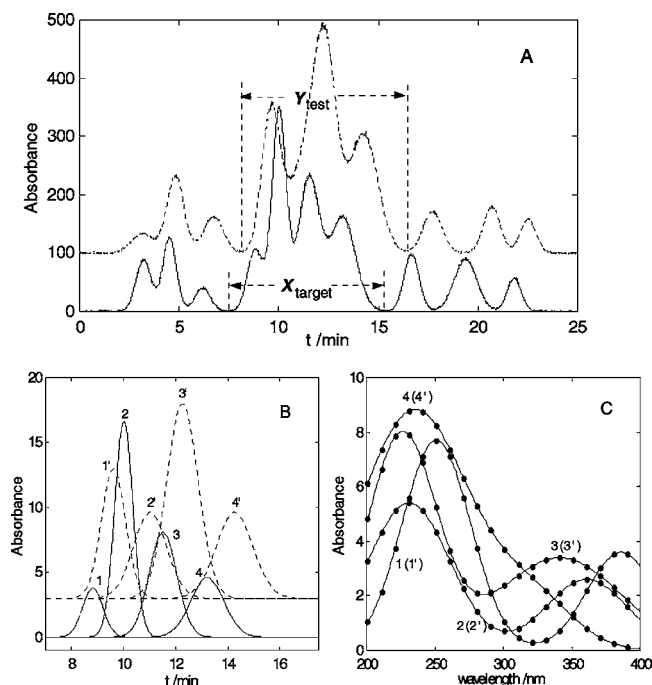 A
500
400
300
200
100
0
Absorbance
Ytest
Xtarget
0 5 10 15 20 25
t /min
B
20
15
10
5
0
Absorbance
1' 2 3' 2' 4' 1 3 4
8 10 12 14 16
t /min
C
10
8
6
4
2
0
Absorbance
4(4')
1(1')
3(3')
2(2')
200 250 300 350 400
wavelength /nm